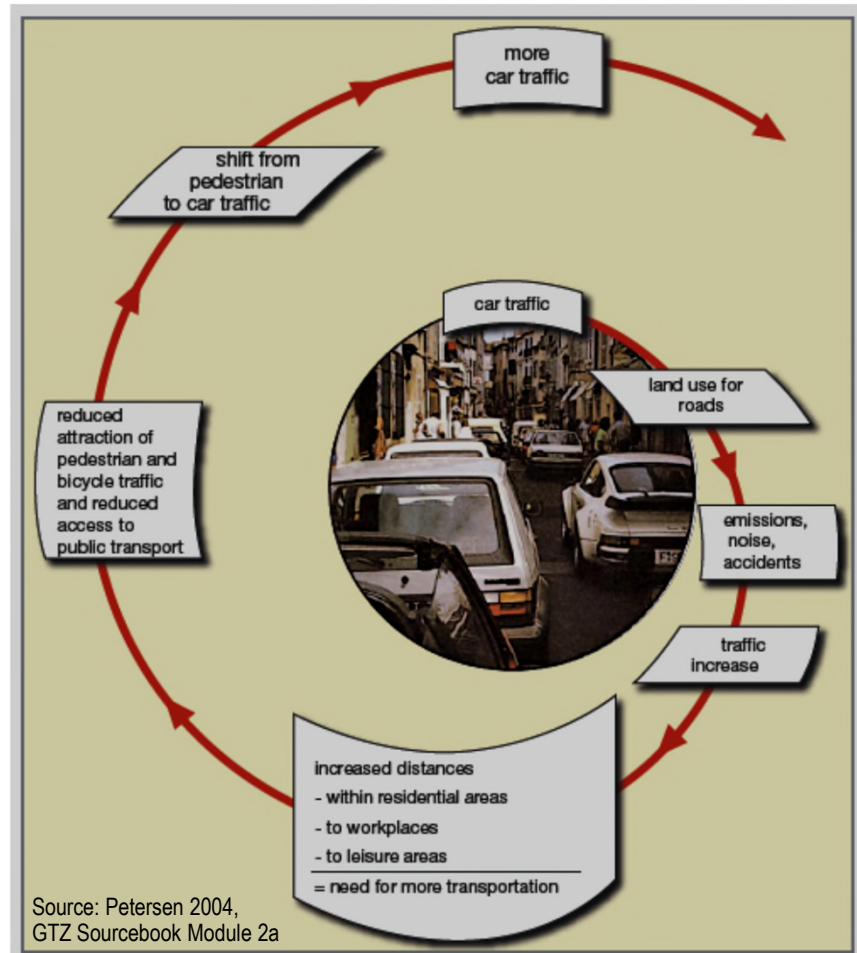 more
car traffic
shift from
pedestrian
to car traffic
car traffic
land use for
roads
emissions,
noise,
accidents
traffic
increase
increased distances
- within residential areas
- to workplaces
- to leisure areas
= need for more transportation
reduced
attraction of
pedestrian and
bicycle traffic
and reduced
access to
public transport
Source: Petersen 2004,
GTZ Sourcebook Module 2a